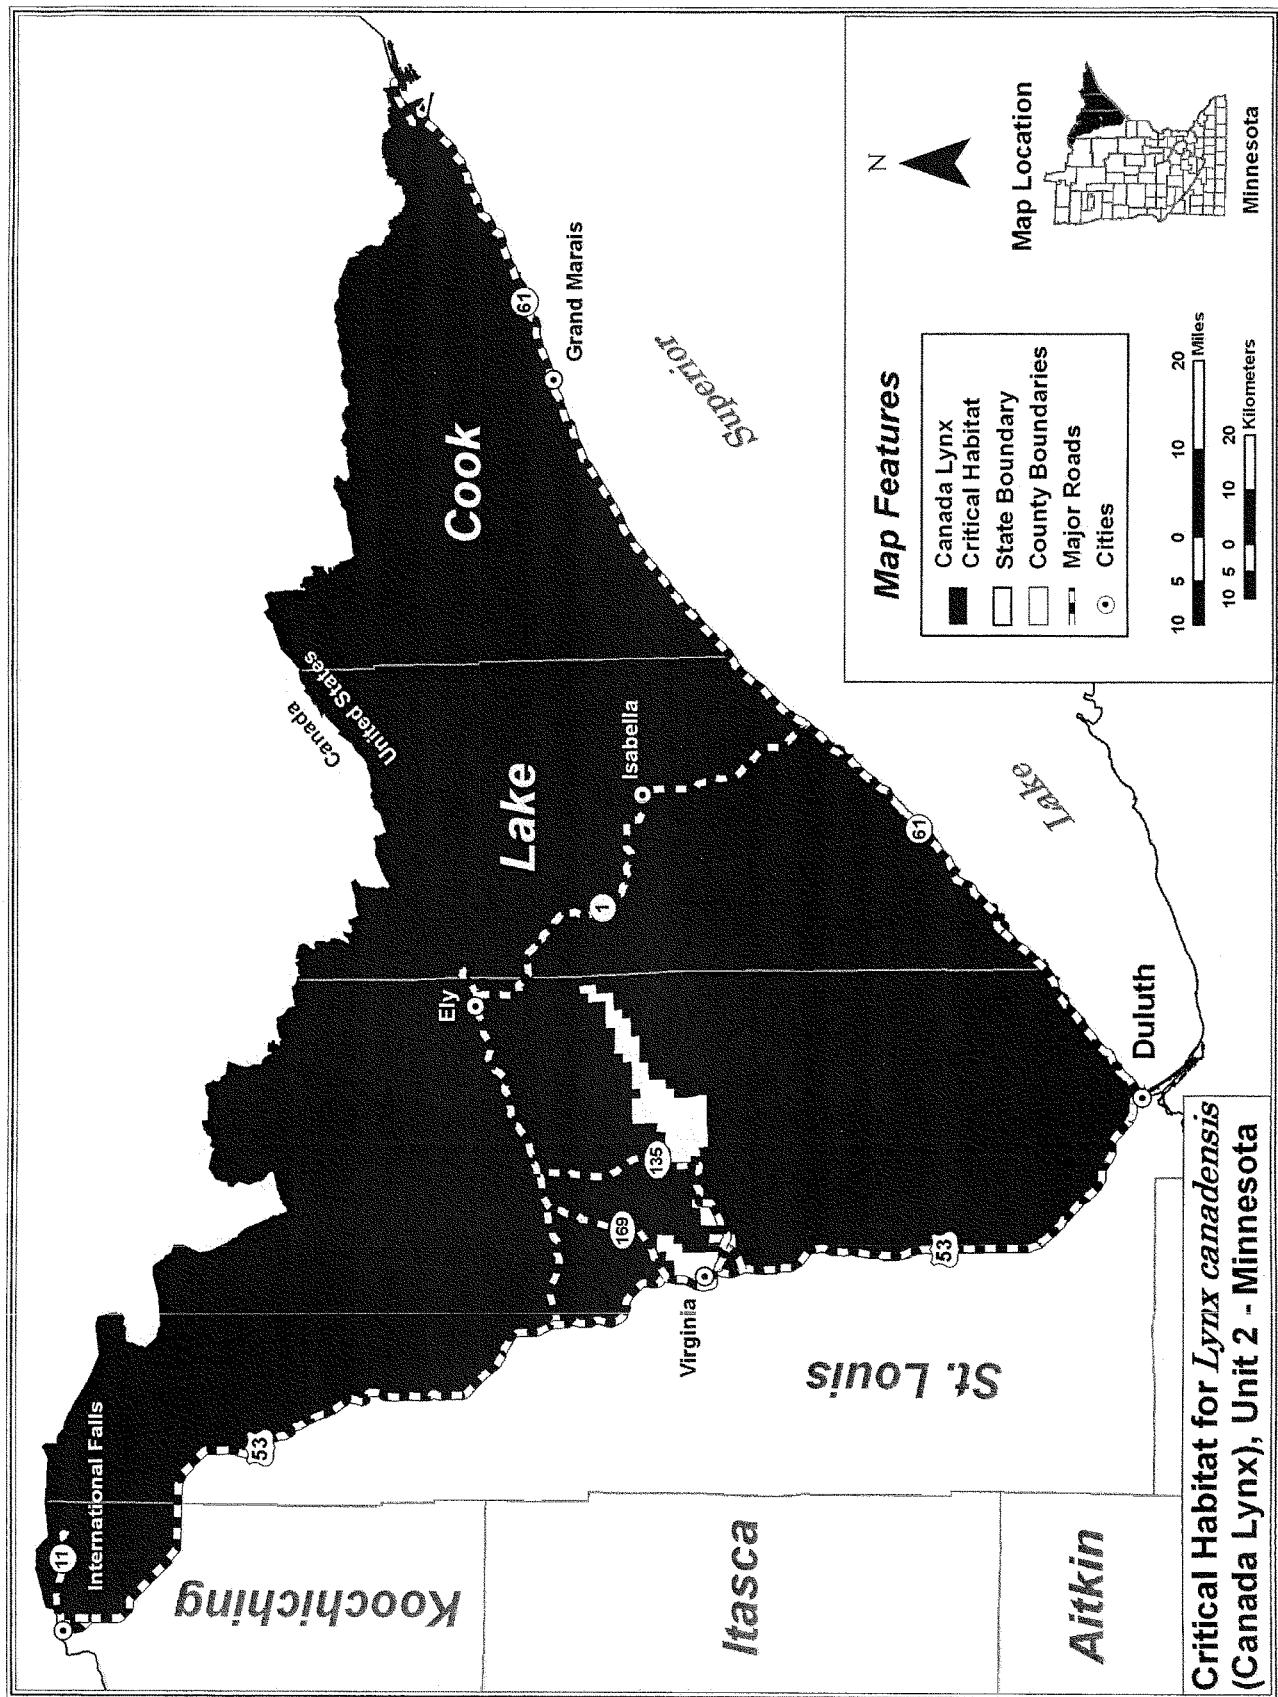 Critical Habitat for Lynx canadensis
(Canada Lynx), Unit 2 - Minnesota
International Falls
11
53
Koochiching
Itasca
Aitkin
St. Louis
Virginia
169
135
53
Ely
1
Isabella
Lake
Canada
United States
Cook
61
Grand Marais
61
Duluth
Lake
Superior
Map Features
Canada Lynx
Critical Habitat
State Boundary
County Boundaries
Major Roads
Cities
10 5 0 10 20
Miles
10 5 0 10 20
Kilometers
N
Map Location
Minnesota